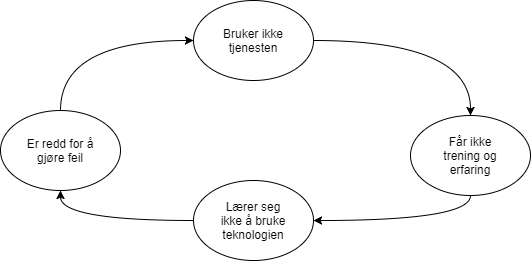 Bruker ikke
tjenesten
Får ikke
trening og
erfaring
Lærer seg
ikke å bruke
teknologien
Er redd for å
gjøre feil